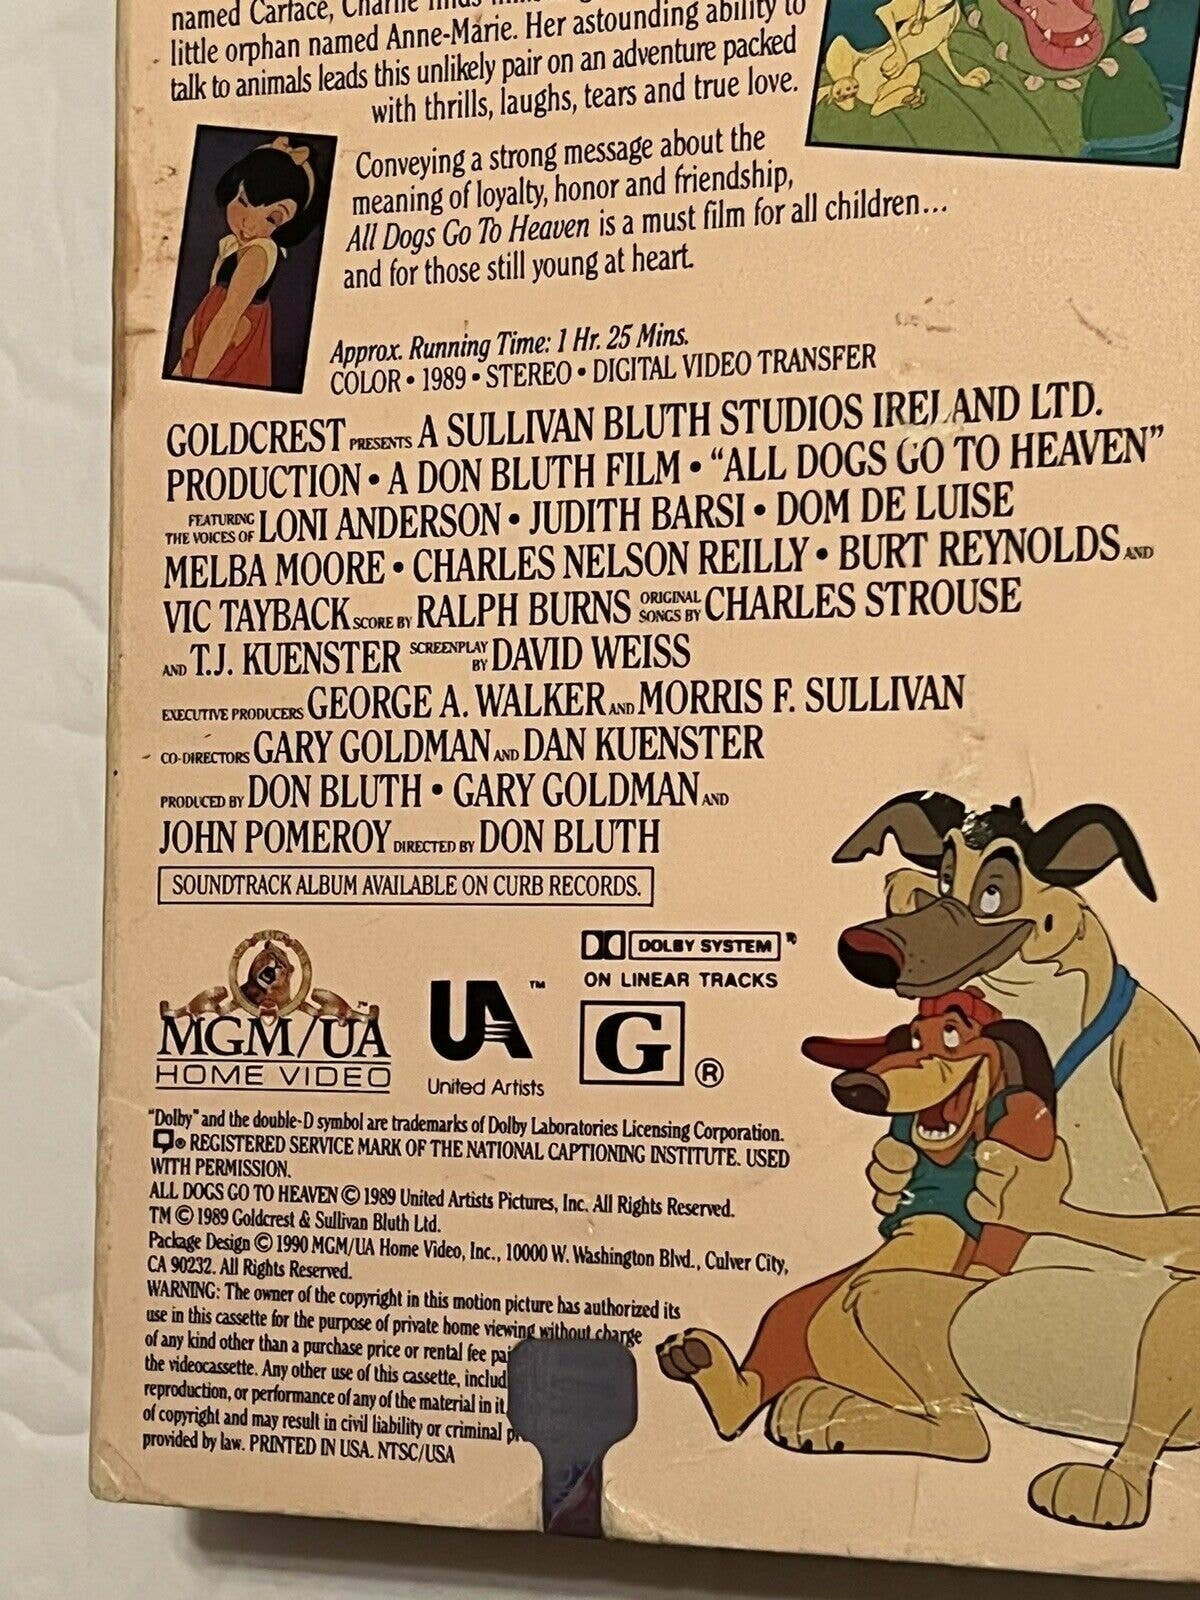 named Carface, Charlie finds
little orphan named Anne-Marie. Her astounding ability to
talk to animals leads this unlikely pair on an adventure packed
with thrills, laughs, tears and true love.
Conveying a strong message about the
meaning of loyalty, honor and friendship,
All Dogs Go To Heaven is a must film for all children...
and for those still young at heart.
Approx. Running Time: 1 Hr. 25 Mins.
COLOR • 1989 • STEREO • DIGITAL VIDEO TRANSFER
GOLDCREST PRESENTS A SULLIVAN BLUTH STUDIOS IRELAND LTD.
PRODUCTION • A DON BLUTH FILM • "ALL DOGS GO TO HEAVEN"
FEATURING THE VOICES OF LONI ANDERSON • JUDITH BARSI • DOM DE LUISE
MELBA MOORE • CHARLES NELSON REILLY • BURT REYNOLDS AND
VIC TAYBACK SCORE BY RALPH BURNS ORIGINAL SONGS BY CHARLES STROUSE
AND T.J. KUENSTER SCREENPLAY BY DAVID WEISS
EXECUTIVE PRODUCERS GEORGE A. WALKER AND MORRIS F. SULLIVAN
CO-DIRECTORS GARY GOLDMAN AND DAN KUENSTER
PRODUCED BY DON BLUTH • GARY GOLDMAN AND
JOHN POMEROY DIRECTED BY DON BLUTH
SOUNDTRACK ALBUM AVAILABLE ON CURB RECORDS.
DOLBY SYSTEM®
ON LINEAR TRACKS
MGM/UA
HOME VIDEO
UA™
United Artists
G®
"Dolby" and the double-D symbol are trademarks of Dolby Laboratories Licensing Corporation.
® REGISTERED SERVICE MARK OF THE NATIONAL CAPTIONING INSTITUTE. USED
WITH PERMISSION.
ALL DOGS GO TO HEAVEN © 1989 United Artists Pictures, Inc. All Rights Reserved.
TM © 1989 Goldcrest & Sullivan Bluth Ltd.
Package Design © 1990 MGM/UA Home Video, Inc., 10000 W. Washington Blvd., Culver City,
CA 90232. All Rights Reserved.
WARNING: The owner of the copyright in this motion picture has authorized its
use in this cassette for the purpose of private home viewing without charge
of any kind other than a purchase price or rental fee
the videocassette. Any other use of this cassette,
reproduction, or performance of any of the material in it
of copyright and may result in civil liability or criminal
provided by law. PRINTED IN USA. NTSC/USA